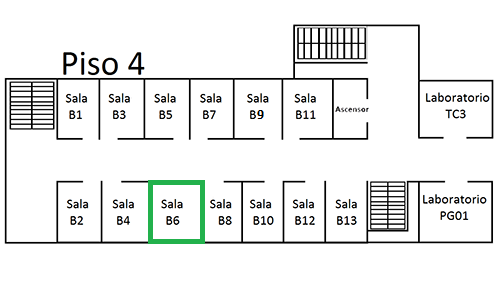 Piso 4
Sala
B1
Sala
B3
Sala
B5
Sala
B7
Sala
B9
Sala
B11
Ascensor
Laboratorio
TC3
Sala
B2
Sala
B4
Sala
B6
Sala
B8
Sala
B10
Sala
B12
Sala
B13
Laboratorio
PG01